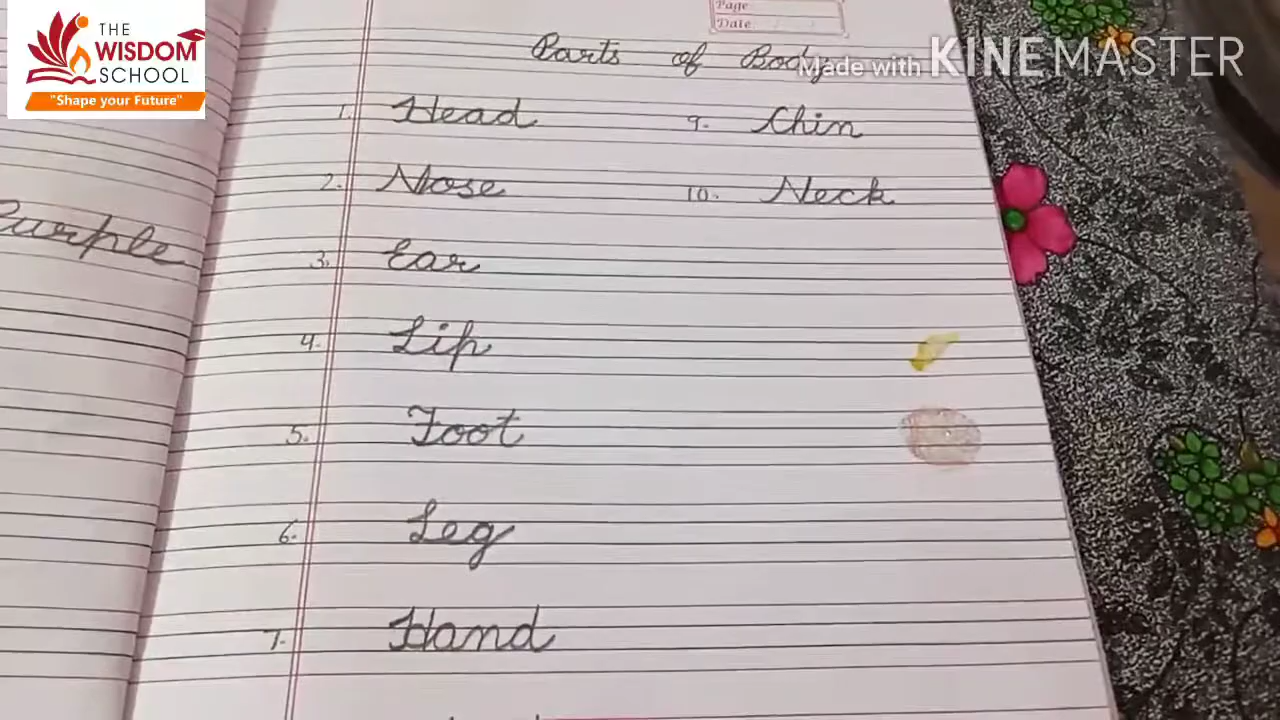 THE
WISDOM
SCHOOL
"Shape your Future"
Page
Date
Made with KINEMASTER
Parts of Body
1. Head
2. Nose
3. Ear
4. Lip
5. Foot
6. Leg
7. Hand
9. Chin
10. Neck
Purple